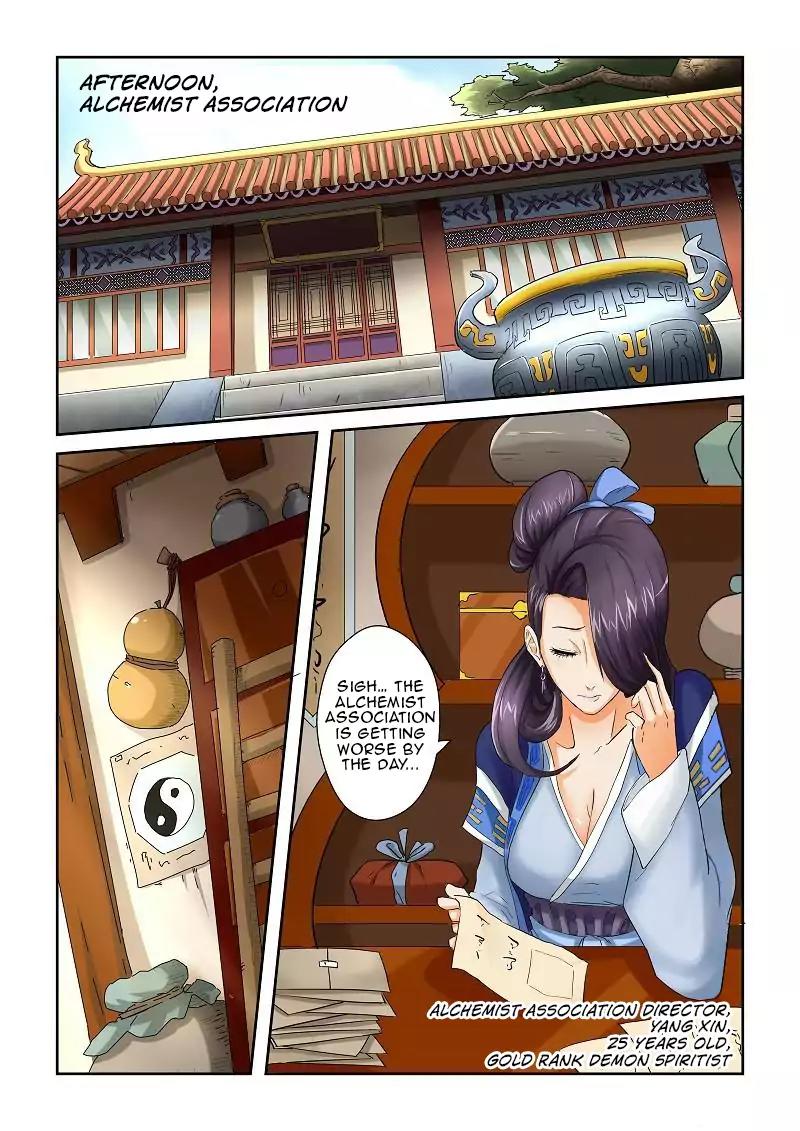 AFTERNOON,
ALCHEMIST ASSOCIATION
SIGH... THE
ALCHEMIST
ASSOCIATION
IS GETTING
WORSE BY
THE DAY...
ALCHEMIST ASSOCIATION DIRECTOR,
YANG XIN,
25 YEARS OLD,
GOLD RANK DEMON SPIRITIST